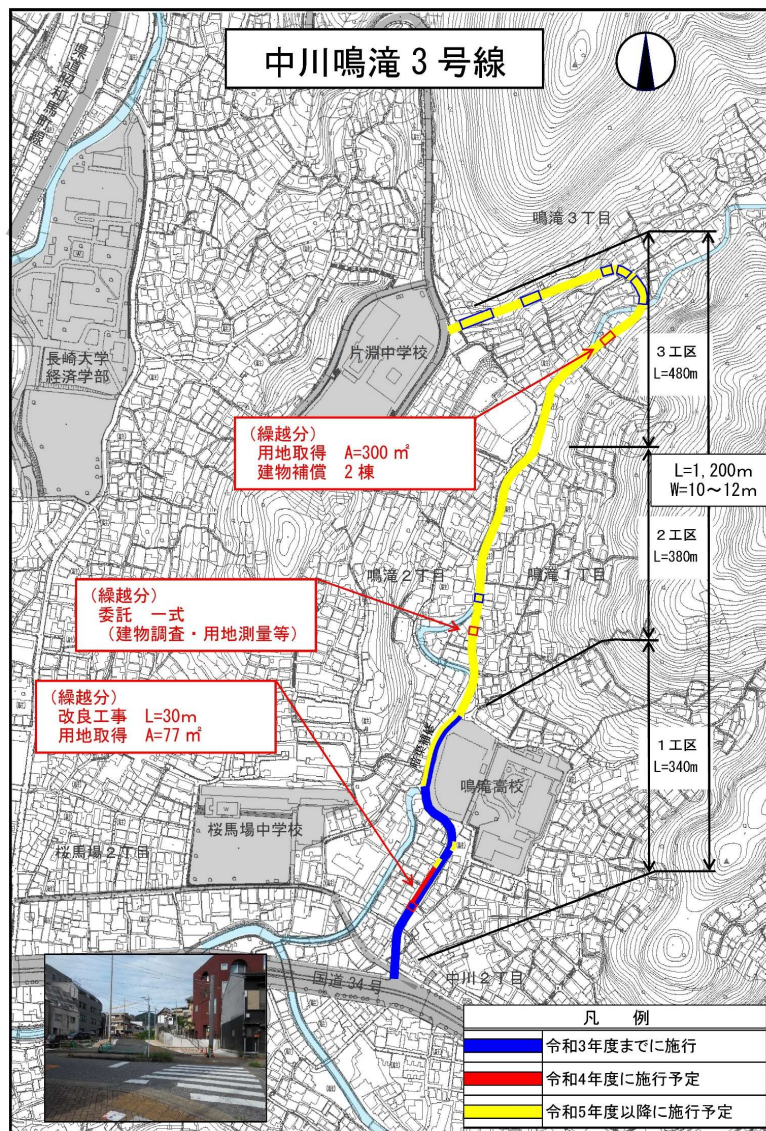 中川鳴滝3号線
県道昭和馬町線
鳴滝3丁目
長崎大学
経済学部
片淵中学校
3工区
L=480m
（繰越分）
用地取得 A=300㎡
建物補償 2棟
L=1,200m
W=10～12m
2工区
L=380m
鳴滝2丁目
鳴滝1丁目
（繰越分）
委託 一式
（建物調査・用地測量等）
（繰越分）
改良工事 L=30m
用地取得 A=77㎡
1工区
L=340m
鳴滝高校
桜馬場中学校
桜馬場2丁目
国道34号
中川2丁目
凡 例
令和3年度までに施行
令和4年度に施行予定
令和5年度以降に施行予定